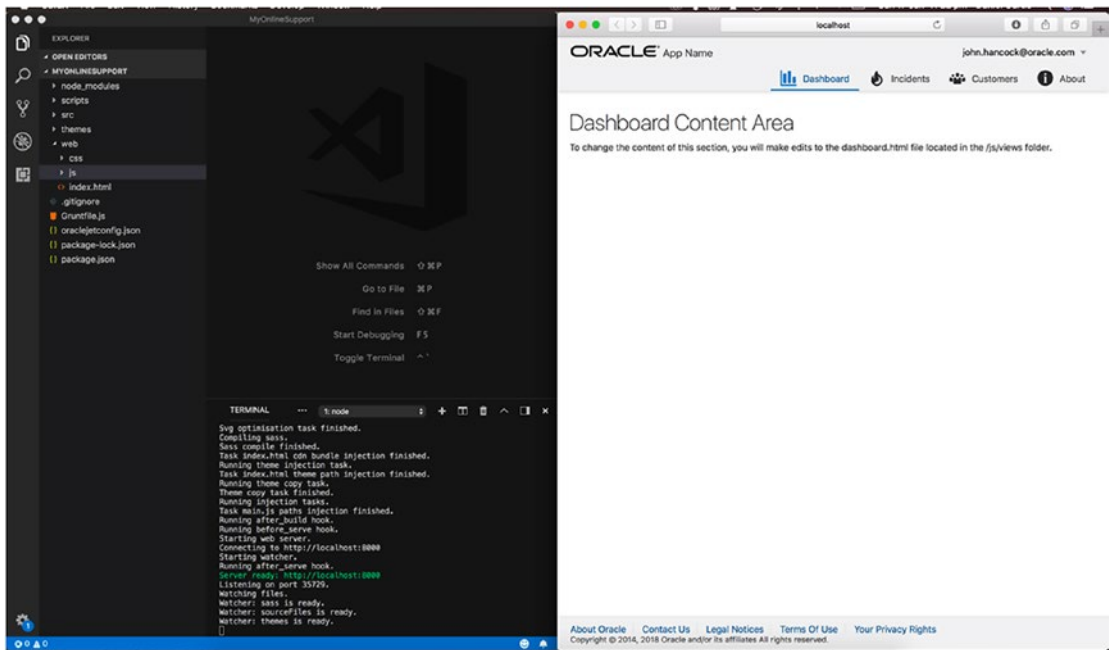 MyOnlineSupport
EXPLORER
OPEN EDITORS
MYONLINESUPPORT
node_modules
scripts
src
themes
web
css
js
index.html
.gitignore
Gruntfile.js
{} oraclejetconfig.json
{} package-lock.json
{} package.json
Show All Commands ⇧⌘P
Go to File ⌘P
Find in Files ⇧⌘F
Start Debugging F5
Toggle Terminal ^`
TERMINAL ··· 1: node
Svg optimisation task finished.
Compiling sass.
Sass compile finished.
Task index.html cdn bundle injection finished.
Running theme injection task.
Task index.html theme path injection finished.
Running theme copy task.
Theme copy task finished.
Running injection tasks.
Task main.js paths injection finished.
Running after_build hook.
Running before_serve hook.
Starting web server.
Connecting to http://localhost:8000
Starting watcher.
Running after_serve hook.
Server ready: http://localhost:8000
Listening on port 35729.
Watching files.
Watcher: sass is ready.
Watcher: sourceFiles is ready.
Watcher: themes is ready.
0 0
localhost
ORACLE App Name
john.hancock@oracle.com
Dashboard Incidents Customers About
Dashboard Content Area
To change the content of this section, you will make edits to the dashboard.html file located in the /js/views folder.
About Oracle Contact Us Legal Notices Terms Of Use Your Privacy Rights
Copyright © 2014, 2018 Oracle and/or its affiliates All rights reserved.